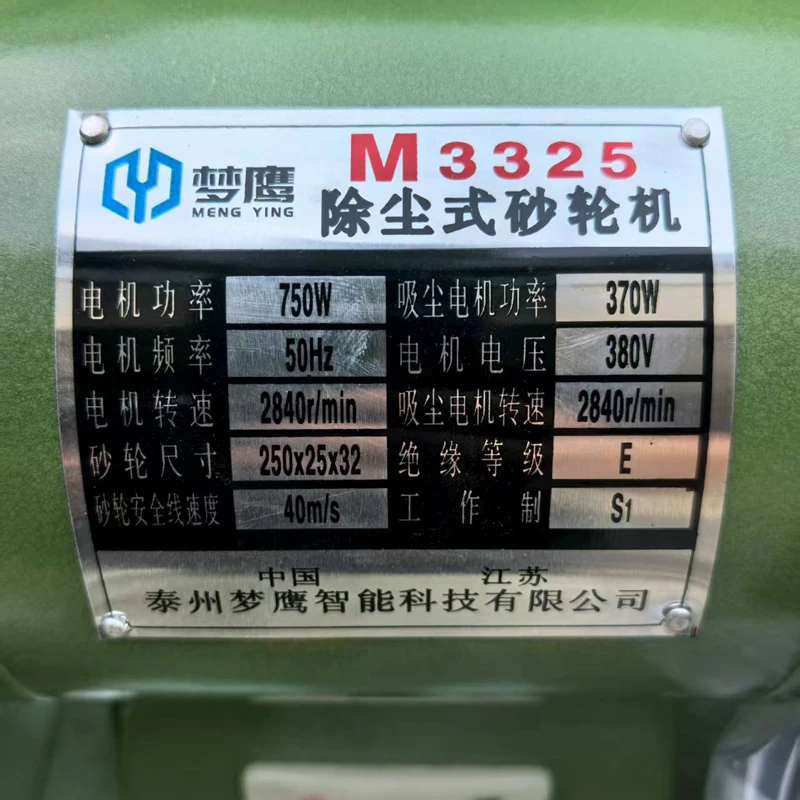 梦鹰
MENG YING
M3325
除尘式砂轮机
电机功率 750W 吸尘电机功率 370W
电机频率 50Hz 电机电压 380V
电机转速 2840r/min 吸尘电机转速 2840r/min
砂轮尺寸 250x25x32 绝缘等级 E
砂轮安全线速度 40m/s 工作制 S1
中国 江苏
泰州梦鹰智能科技有限公司